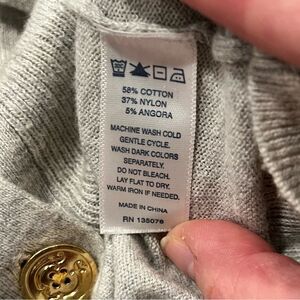 58% COTTON
37% NYLON
5% ANGORA
MACHINE WASH COLD
GENTLE CYCLE.
WASH DARK COLORS
SEPARATELY.
DO NOT BLEACH.
LAY FLAT TO DRY.
WARM IRON IF NEEDED.
MADE IN CHINA
RN 135078